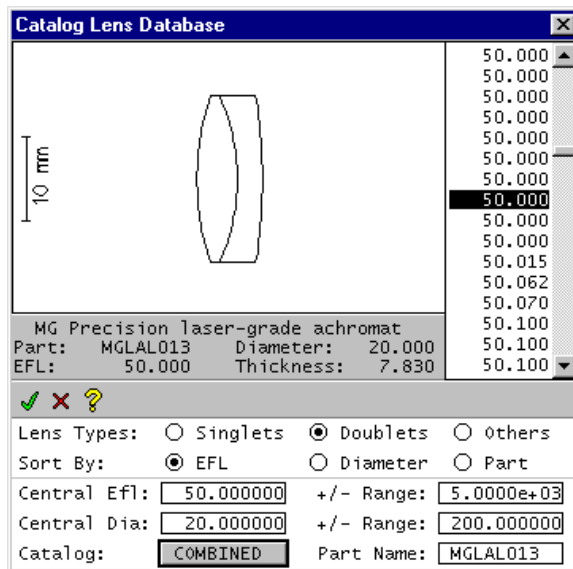 Catalog Lens Database
10 mm
50.000
50.000
50.000
50.000
50.000
50.000
50.000
50.000
50.000
50.000
50.015
50.062
50.070
50.100
50.100
50.100
MG Precision laser-grade achromat
Part: MGLAL013 Diameter: 20.000
EFL: 50.000 Thickness: 7.830
Lens Types: Singlets Doublets Others
Sort By: EFL Diameter Part
Central Efl: 50.000000 +/- Range: 5.0000e+03
Central Dia: 20.000000 +/- Range: 200.000000
Catalog: COMBINED Part Name: MGLAL013